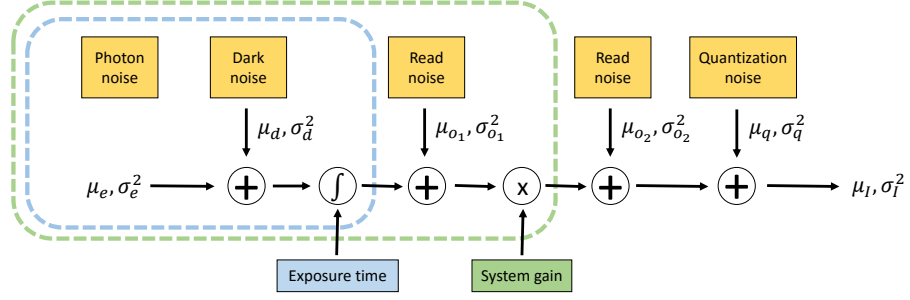 Photon noise
Dark noise
Read noise
Read noise
Quantization noise
μ_d, σ_d^2
μ_{o_1}, σ_{o_1}^2
μ_{o_2}, σ_{o_2}^2
μ_q, σ_q^2
μ_e, σ_e^2
+
∫
+
x
+
+
μ_I, σ_I^2
Exposure time
System gain